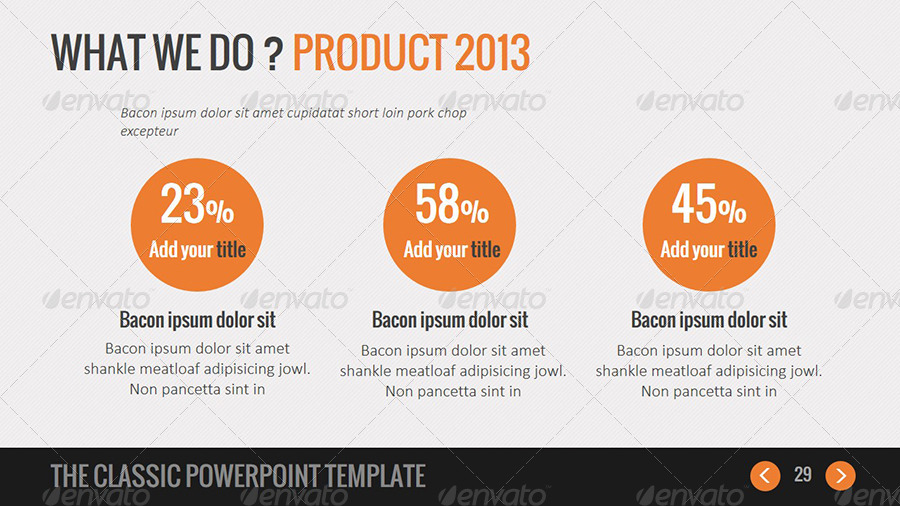 WHAT WE DO ? PRODUCT 2013
Bacon ipsum dolor sit amet cupidatat short loin pork chop
excepteur
23%
Add your title
58%
Add your title
45%
Add your title
Bacon ipsum dolor sit
Bacon ipsum dolor sit amet
shankle meatloaf adipisicing jowl.
Non pancetta sint in
Bacon ipsum dolor sit
Bacon ipsum dolor sit amet
shankle meatloaf adipisicing jowl.
Non pancetta sint in
Bacon ipsum dolor sit
Bacon ipsum dolor sit amet
shankle meatloaf adipisicing jowl.
Non pancetta sint in
THE CLASSIC POWERPOINT TEMPLATE
29
envato